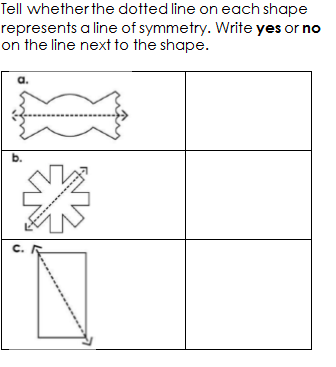 Tell whether the dotted line on each shape
represents a line of symmetry. Write yes or no
on the line next to the shape.
a.
b.
c.